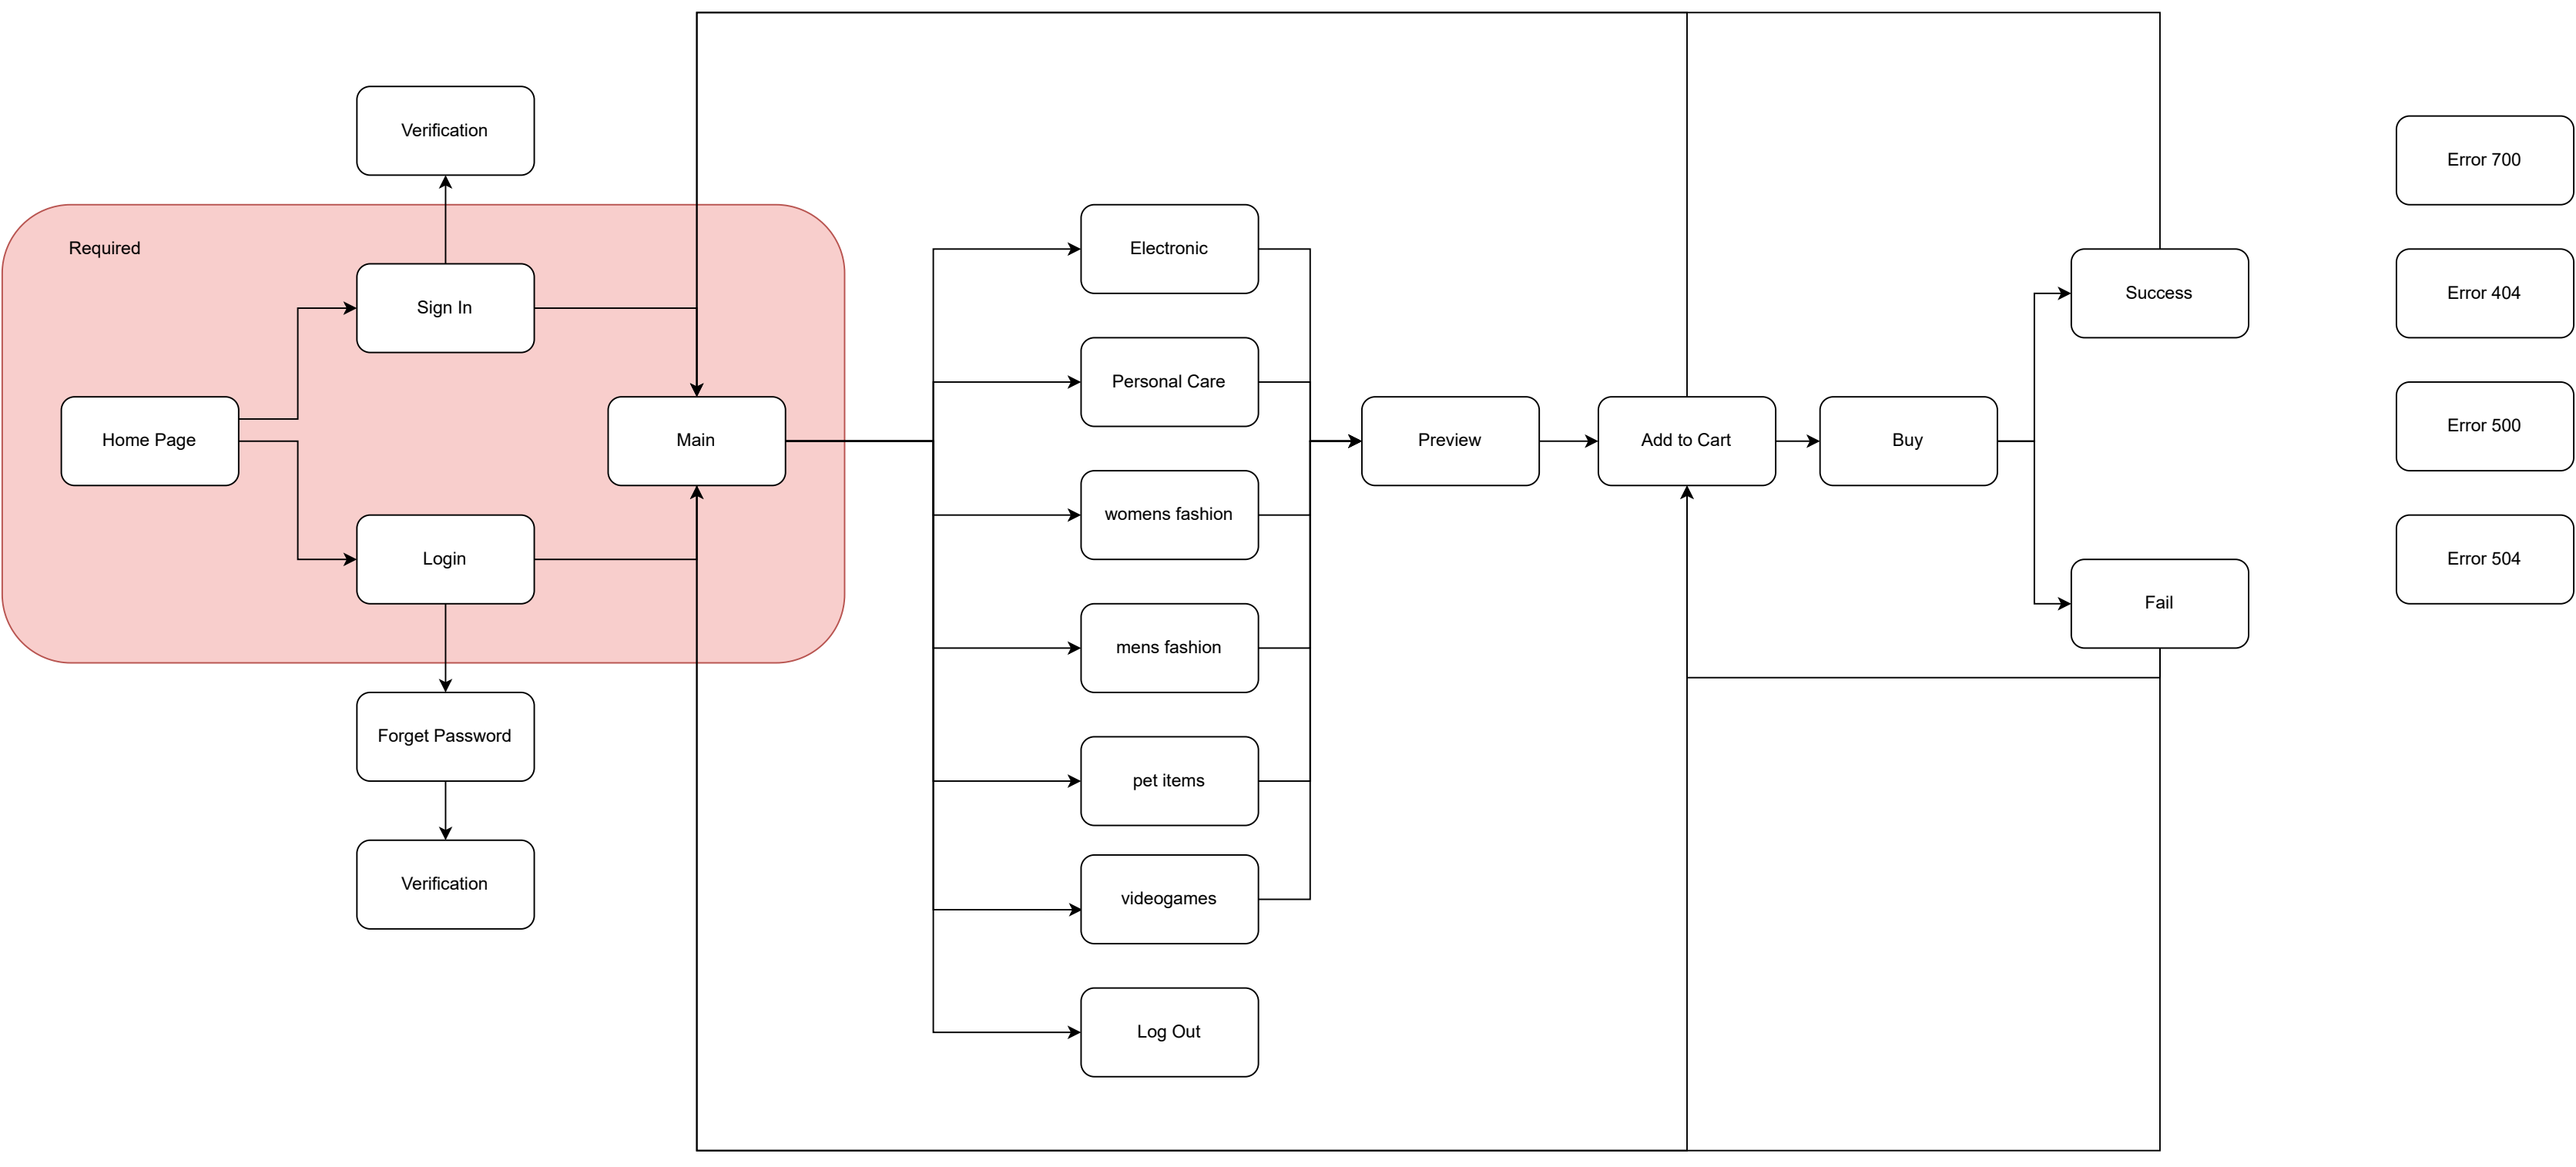 Verification
Required
Sign In
Home Page
Login
Main
Forget Password
Verification
Electronic
Personal Care
womens fashion
mens fashion
pet items
videogames
Log Out
Preview
Add to Cart
Buy
Success
Fail
Error 700
Error 404
Error 500
Error 504